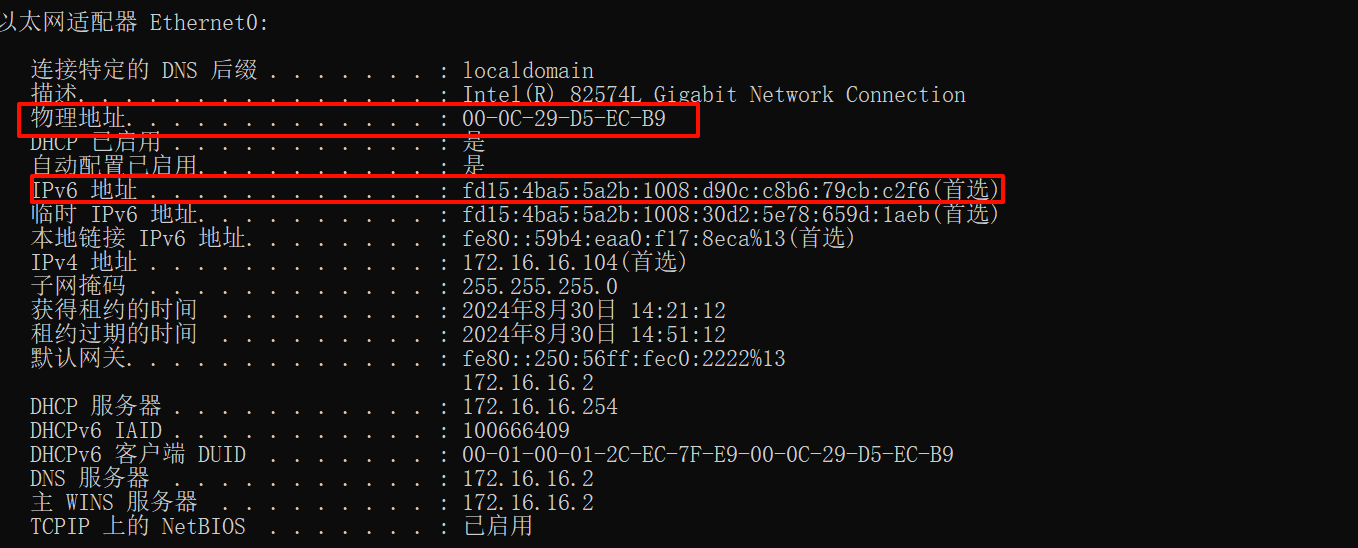 以太网适配器 Ethernet0:
连接特定的 DNS 后缀 . . . . . . . : localdomain
描述. . . . . . . . . . . . . . . : Intel(R) 82574L Gigabit Network Connection
物理地址. . . . . . . . . . . . . : 00-0C-29-D5-EC-B9
DHCP 已启用 . . . . . . . . . . . : 是
自动配置已启用. . . . . . . . . . : 是
IPv6 地址 . . . . . . . . . . . . : fd15:4ba5:5a2b:1008:d90c:c8b6:79cb:c2f6(首选)
临时 IPv6 地址. . . . . . . . . . : fd15:4ba5:5a2b:1008:30d2:5e78:659d:1aeb(首选)
本地链接 IPv6 地址. . . . . . . . : fe80::59b4:eaa0:f17:8eca%13(首选)
IPv4 地址 . . . . . . . . . . . . : 172.16.16.104(首选)
子网掩码  . . . . . . . . . . . . : 255.255.255.0
获得租约的时间  . . . . . . . . . : 2024年8月30日 14:21:12
租约过期的时间  . . . . . . . . . : 2024年8月30日 14:51:12
默认网关. . . . . . . . . . . . . : fe80::250:56ff:fec0:2222%13
172.16.16.2
DHCP 服务器 . . . . . . . . . . . : 172.16.16.254
DHCPv6 IAID . . . . . . . . . . . : 100666409
DHCPv6 客户端 DUID  . . . . . . . : 00-01-00-01-2C-EC-7F-E9-00-0C-29-D5-EC-B9
DNS 服务器  . . . . . . . . . . . : 172.16.16.2
主 WINS 服务器  . . . . . . . . . : 172.16.16.2
TCPIP 上的 NetBIOS  . . . . . . . : 已启用